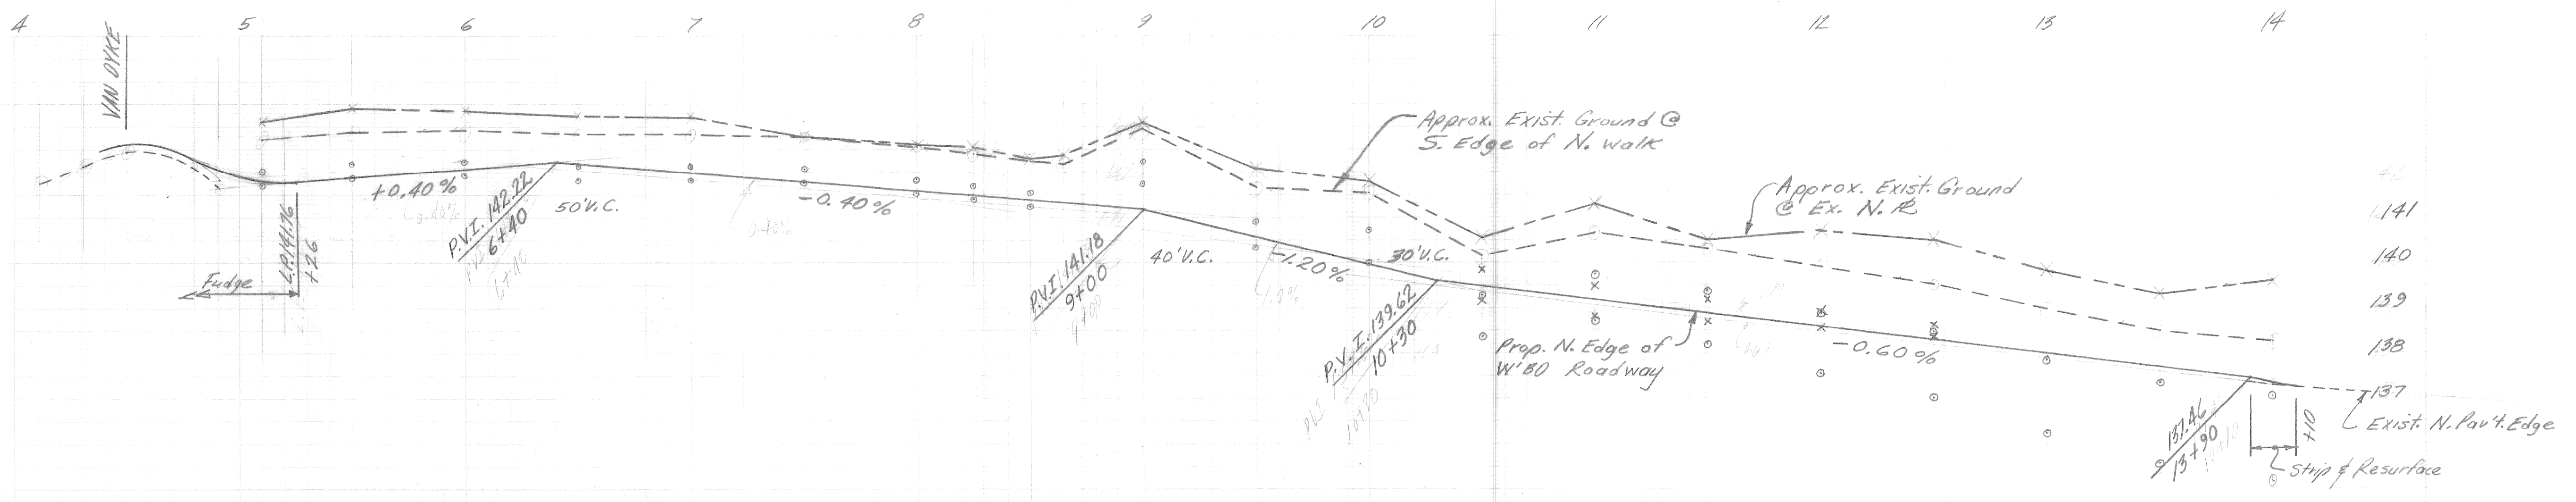 4 5 6 7 8 9 10 11 12 13 14
VAN DYKE
Approx. Exist. Ground @
S. Edge of N. walk
Approx. Exist. Ground
@ Ex. N. ⅊
141
140
139
138
137
+0.40%
P.V.I. 142.22
6+40
50'V.C.
-0.40%
L.P. 141.76
+26
Fudge
P.V.I. 141.18
9+00
40'V.C.
-1.20%
30'V.C.
P.V.I. 139.62
10+30
Prop. N. Edge of
W'BD Roadway
-0.60%
137.46
13+90
+10
Exist. N. Pav't. Edge
Strip & Resurface